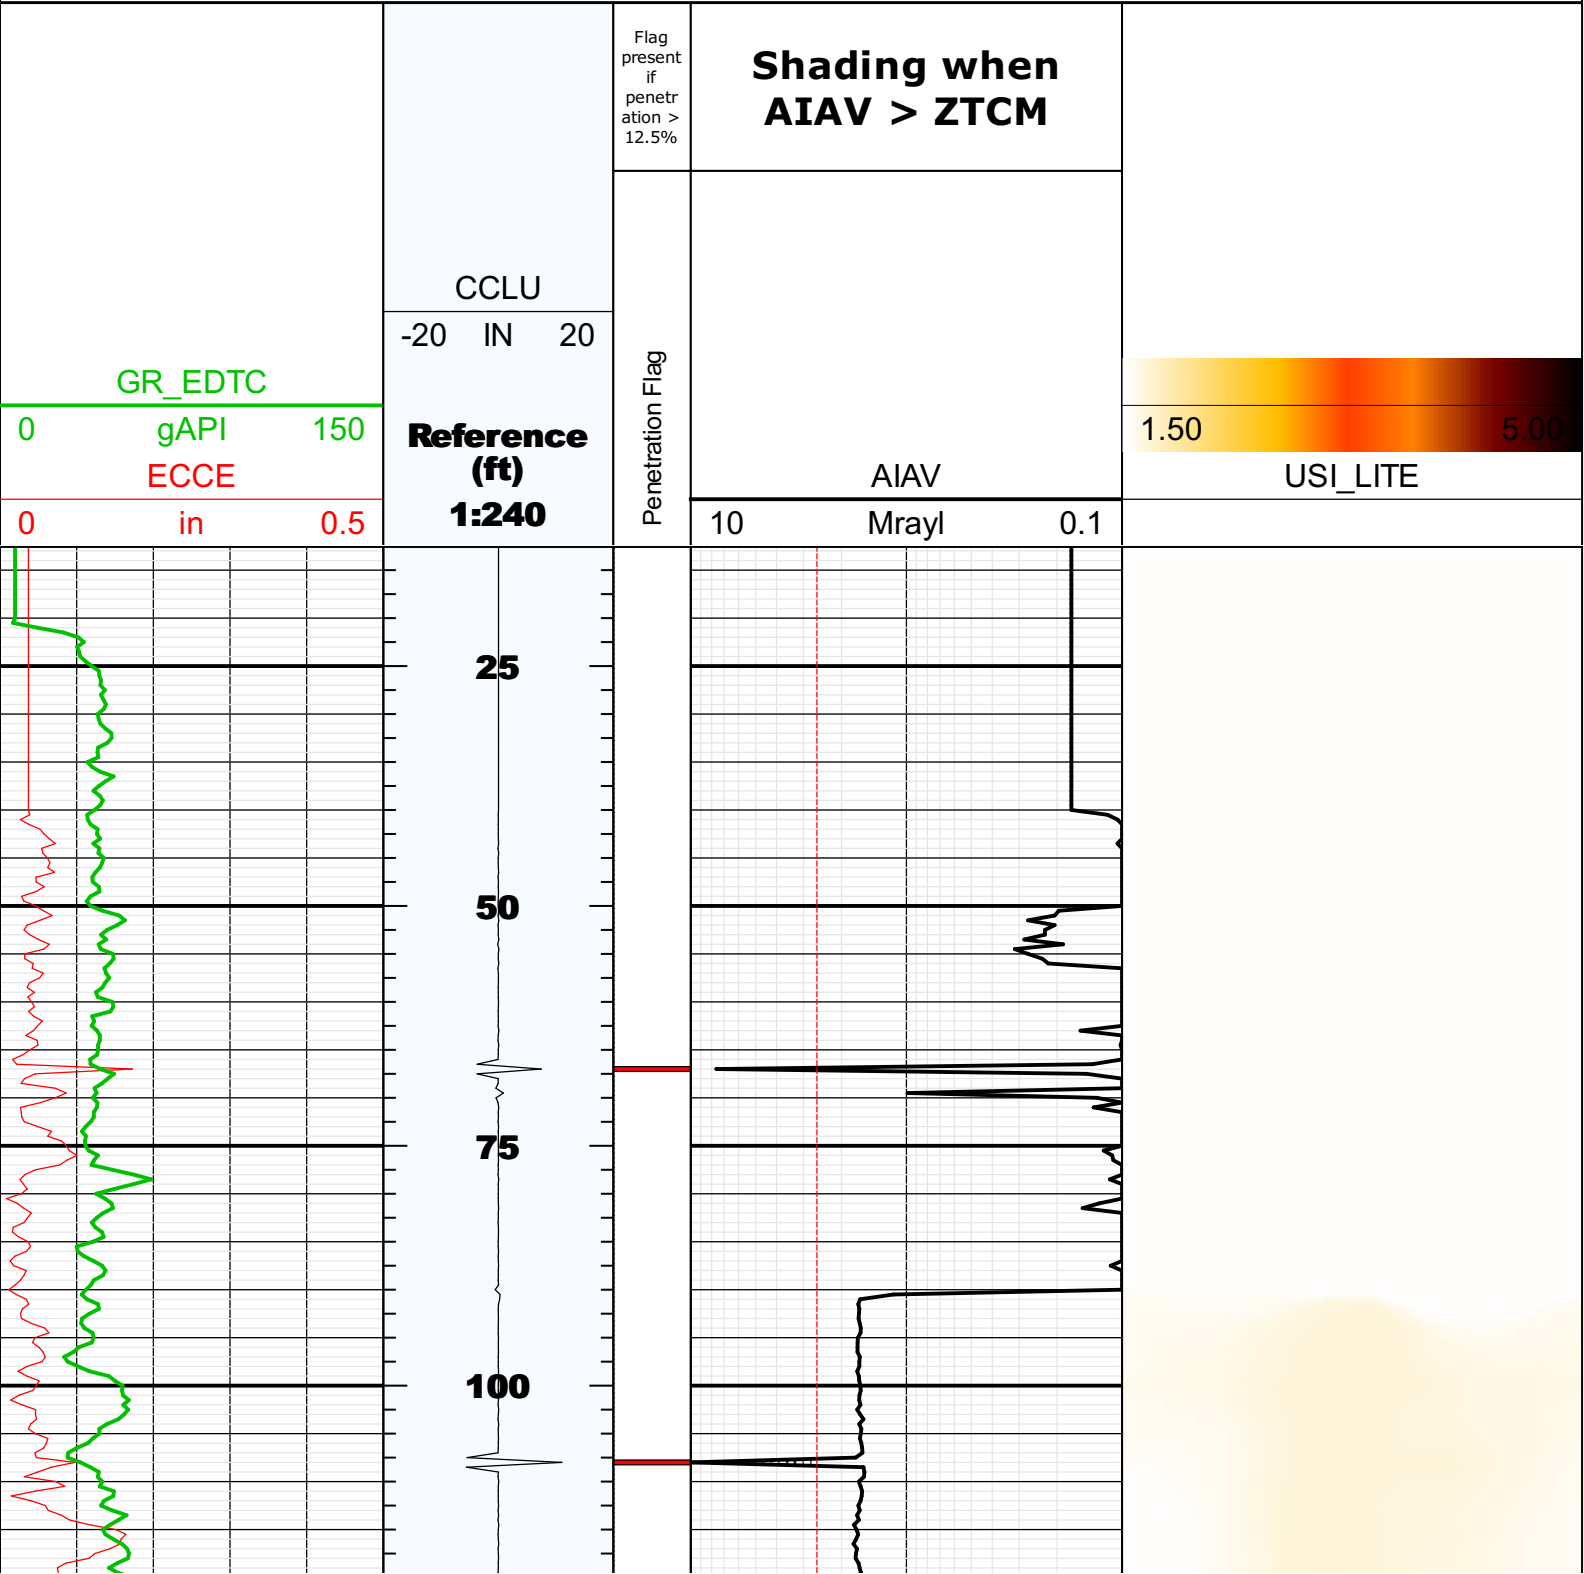 Flag
present
if
penetr
ation >
12.5%
Shading when
AIAV > ZTCM
CCLU
-20 IN 20
GR_EDTC
0 gAPI 150
ECCE
0 in 0.5
Reference
(ft)
1:240
Penetration Flag
AIAV
10 Mrayl 0.1
1.50 5.00
USI_LITE
25
50
75
100